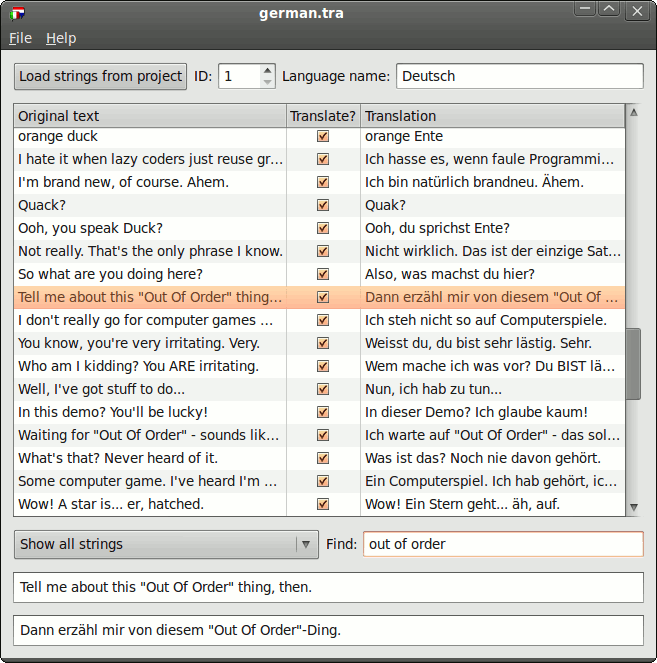 german.tra
File Help
Load strings from project ID: 1 Language name: Deutsch
Original text Translate? Translation
orange duck orange Ente
I hate it when lazy coders just reuse gr... Ich hasse es, wenn faule Programmi...
I'm brand new, of course. Ahem. Ich bin natürlich brandneu. Ähem.
Quack? Quak?
Ooh, you speak Duck? Ooh, du sprichst Ente?
Not really. That's the only phrase I know. Nicht wirklich. Das ist der einzige Sat...
So what are you doing here? Also, was machst du hier?
Tell me about this "Out Of Order" thing... Dann erzähl mir von diesem "Out Of ...
I don't really go for computer games ... Ich steh nicht so auf Computerspiele.
You know, you're very irritating. Very. Weisst du, du bist sehr lästig. Sehr.
Who am I kidding? You ARE irritating. Wem mache ich was vor? Du BIST lä...
Well, I've got stuff to do... Nun, ich hab zu tun...
In this demo? You'll be lucky! In dieser Demo? Ich glaube kaum!
Waiting for "Out Of Order" - sounds lik... Ich warte auf "Out Of Order" - das sol...
What's that? Never heard of it. Was ist das? Noch nie davon gehört.
Some computer game. I've heard I'm ... Ein Computerspiel. Ich hab gehört, ic...
Wow! A star is... er, hatched. Wow! Ein Stern geht... äh, auf.
Show all strings Find: out of order
Tell me about this "Out Of Order" thing, then.
Dann erzähl mir von diesem "Out Of Order"-Ding.